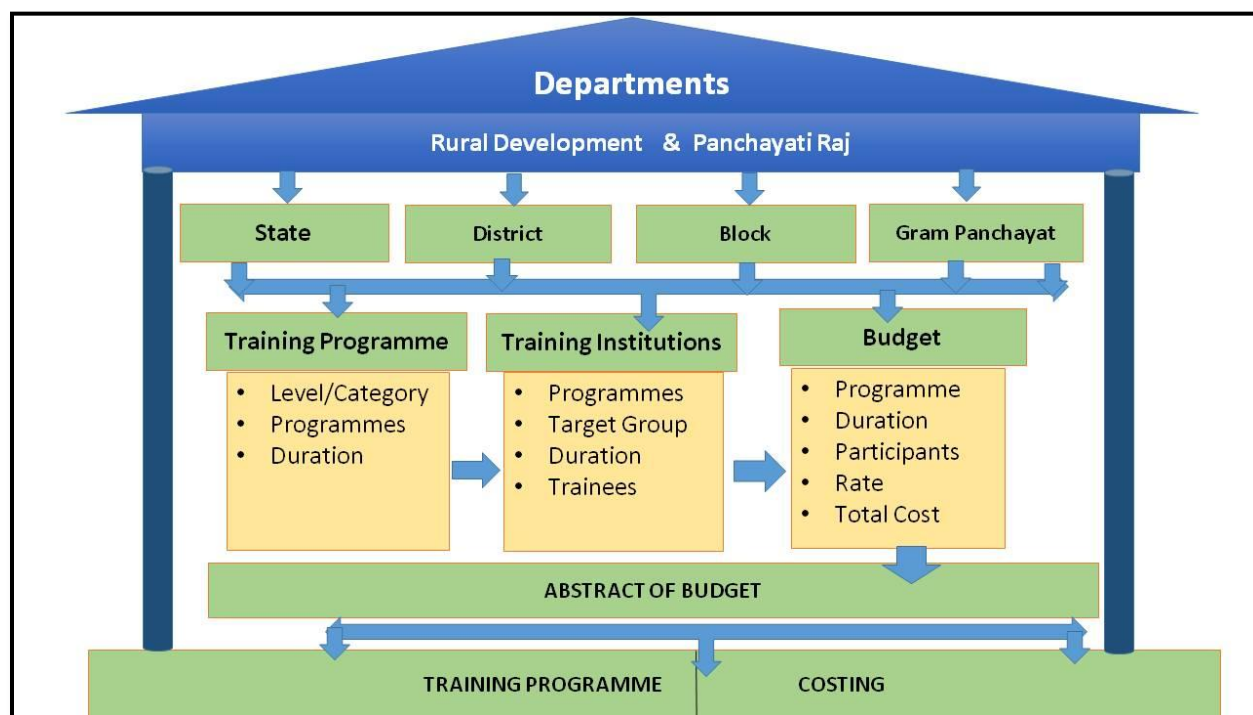 Departments
Rural Development & Panchayati Raj
State
District
Block
Gram Panchayat
Training Programme
• Level/Category
• Programmes
• Duration
Training Institutions
• Programmes
• Target Group
• Duration
• Trainees
Budget
• Programme
• Duration
• Participants
• Rate
• Total Cost
ABSTRACT OF BUDGET
TRAINING PROGRAMME
COSTING